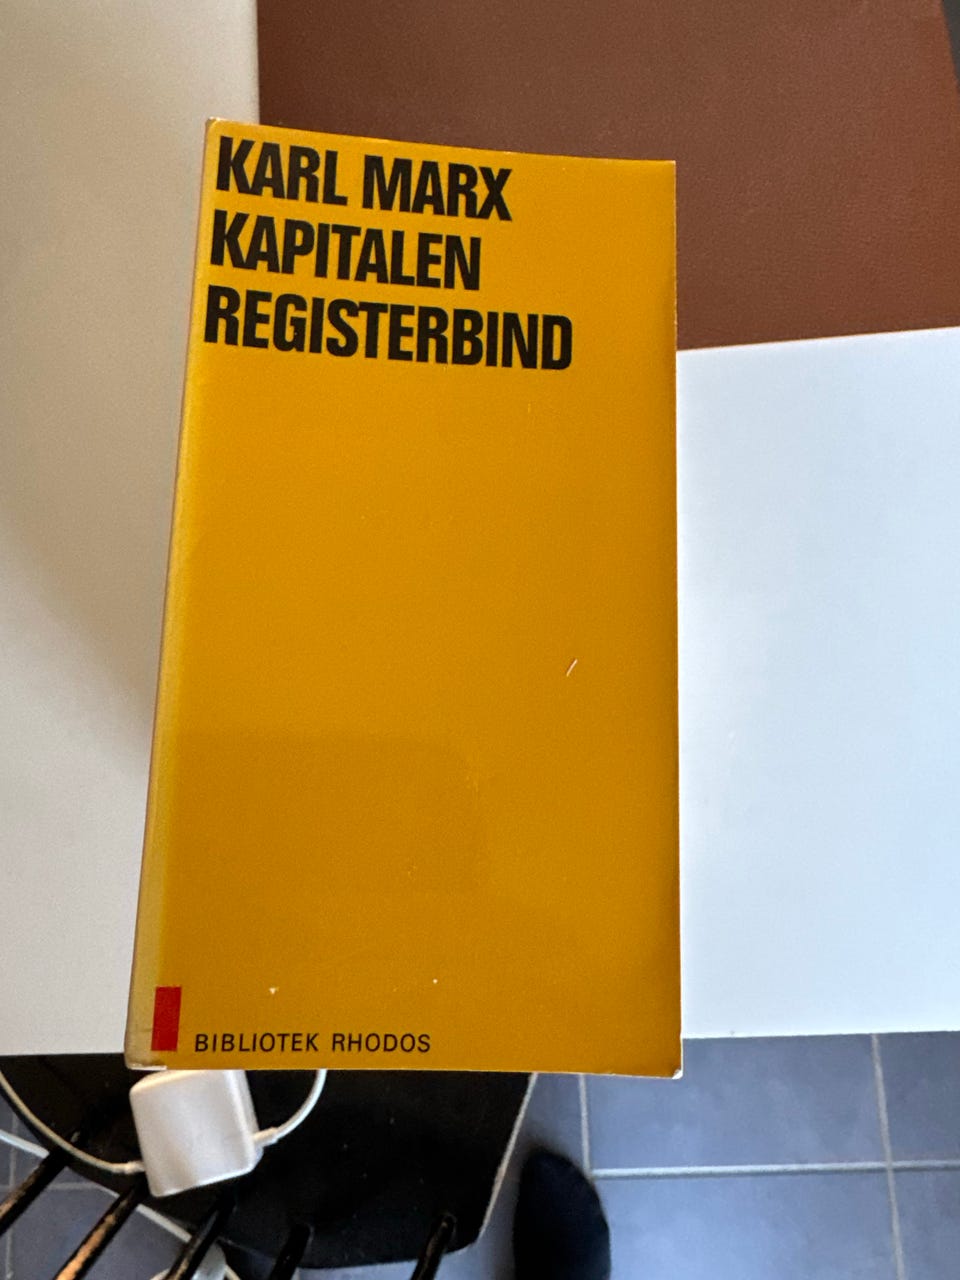 KARL MARX
KAPITALEN
REGISTERBIND
BIBLIOTEK RHODOS